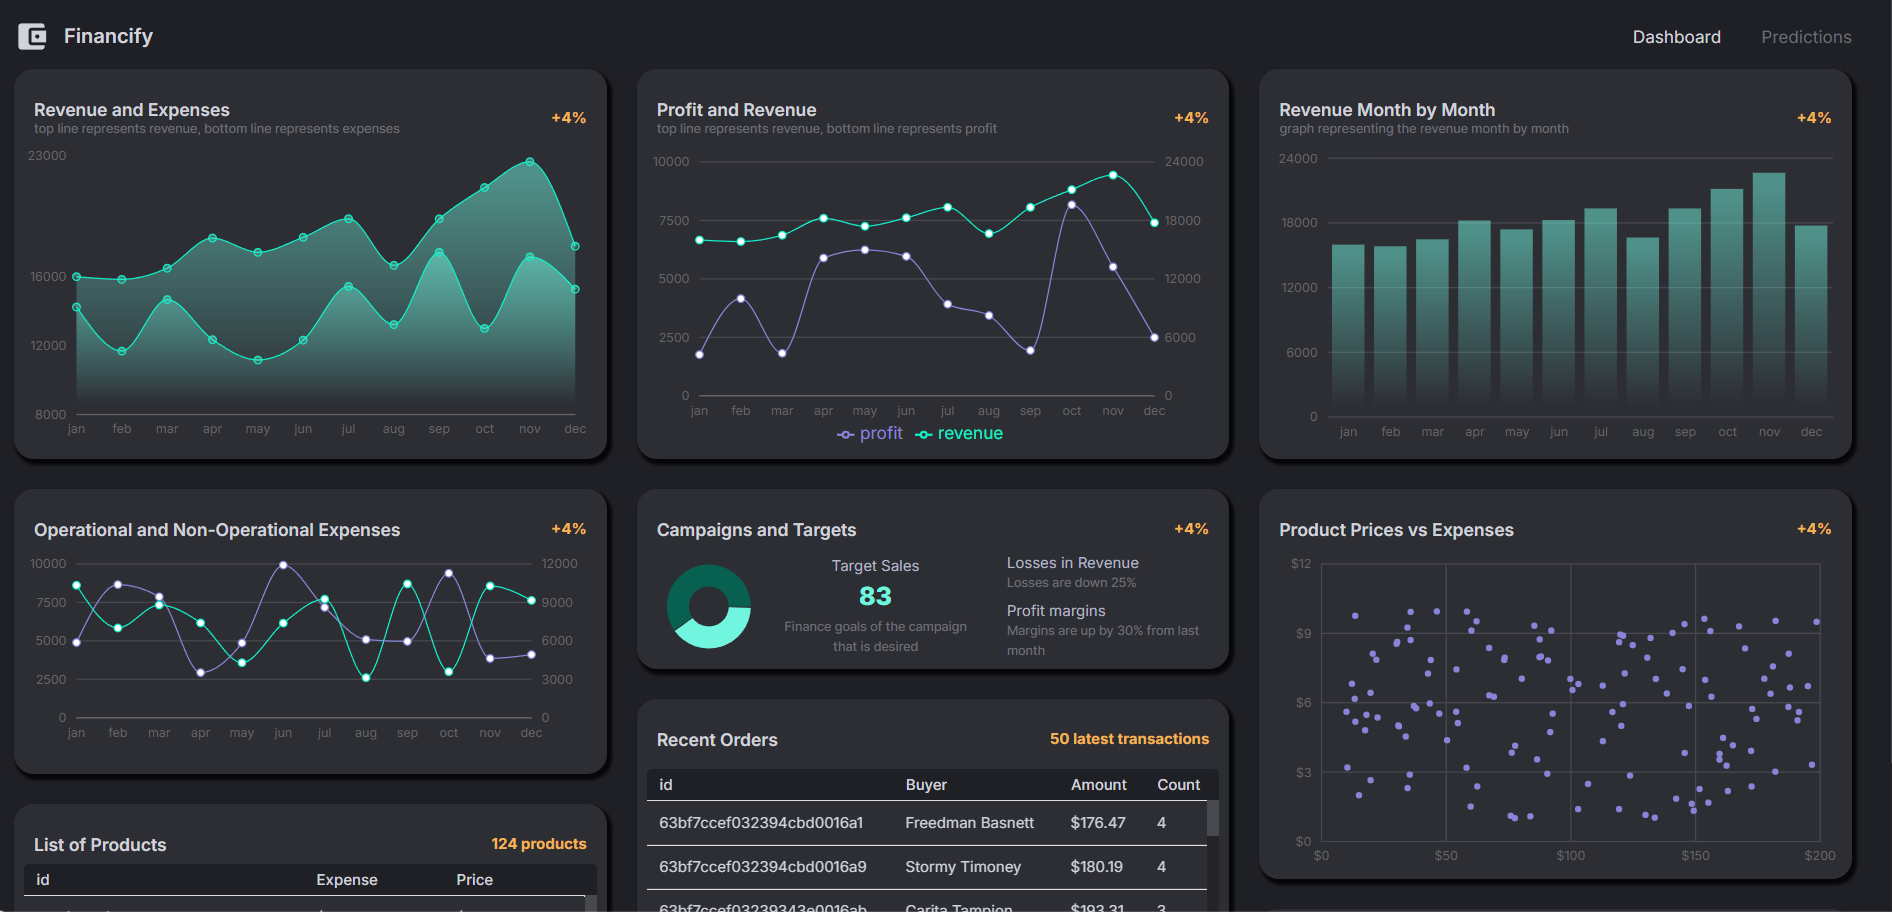 Financify
Dashboard
Predictions
Revenue and Expenses
top line represents revenue, bottom line represents expenses
+4%
23000
16000
12000
8000
jan feb mar apr may jun jul aug sep oct nov dec
Profit and Revenue
top line represents revenue, bottom line represents profit
+4%
10000 24000
7500 18000
5000 12000
2500 6000
0 0
jan feb mar apr may jun jul aug sep oct nov dec
profit revenue
Revenue Month by Month
graph representing the revenue month by month
+4%
24000
18000
12000
6000
0
jan feb mar apr may jun jul aug sep oct nov dec
Operational and Non-Operational Expenses
+4%
10000 12000
7500 9000
5000 6000
2500 3000
0 0
jan feb mar apr may jun jul aug sep oct nov dec
Campaigns and Targets
+4%
Target Sales
83
Finance goals of the campaign
that is desired
Losses in Revenue
Losses are down 25%
Profit margins
Margins are up by 30% from last
month
Product Prices vs Expenses
+4%
$12
$9
$6
$3
$0
$0 $50 $100 $150 $200
List of Products
124 products
id Expense Price
Recent Orders
50 latest transactions
id Buyer Amount Count
63bf7ccef032394cbd0016a1 Freedman Basnett $176.47 4
63bf7ccef032394cbd0016a9 Stormy Timoney $180.19 4
63bf7ccef03239343e0016ab Carita Tampion $193.31 3